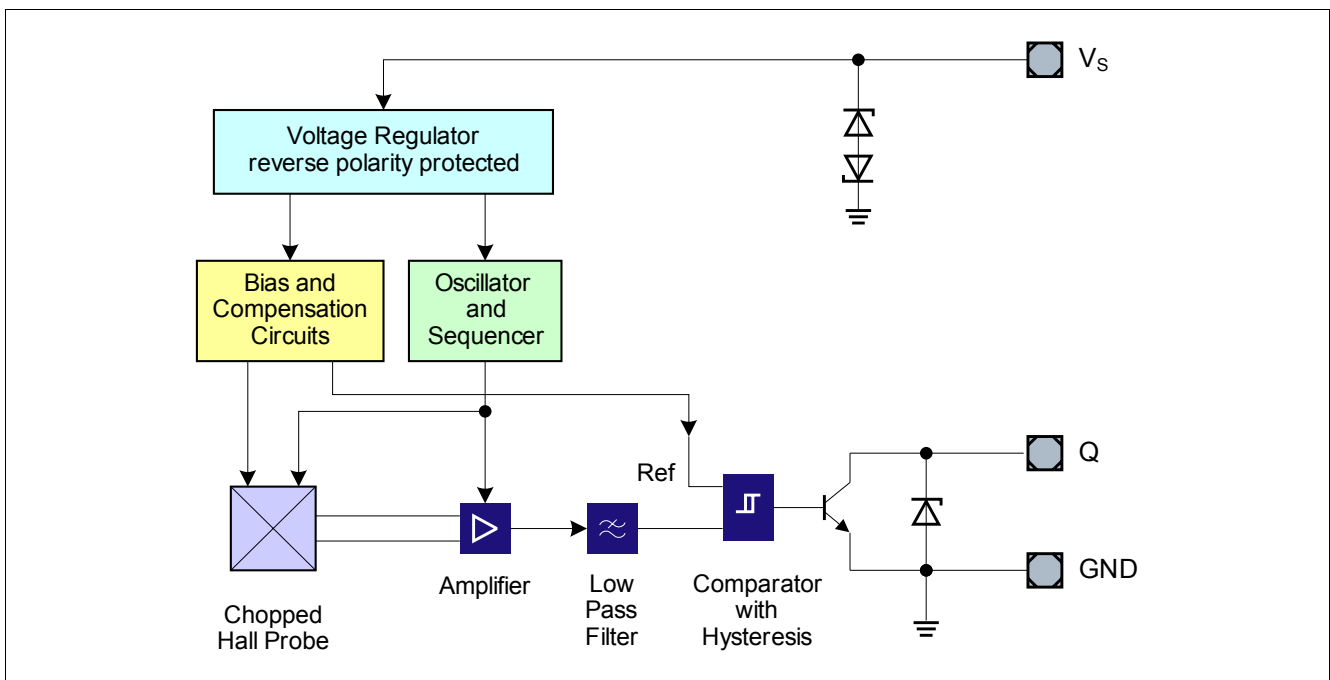 V_S
Voltage Regulator
reverse polarity protected
Bias and
Compensation
Circuits
Oscillator
and
Sequencer
Q
Ref
GND
Amplifier
Low
Pass
Filter
Comparator
with
Hysteresis
Chopped
Hall Probe